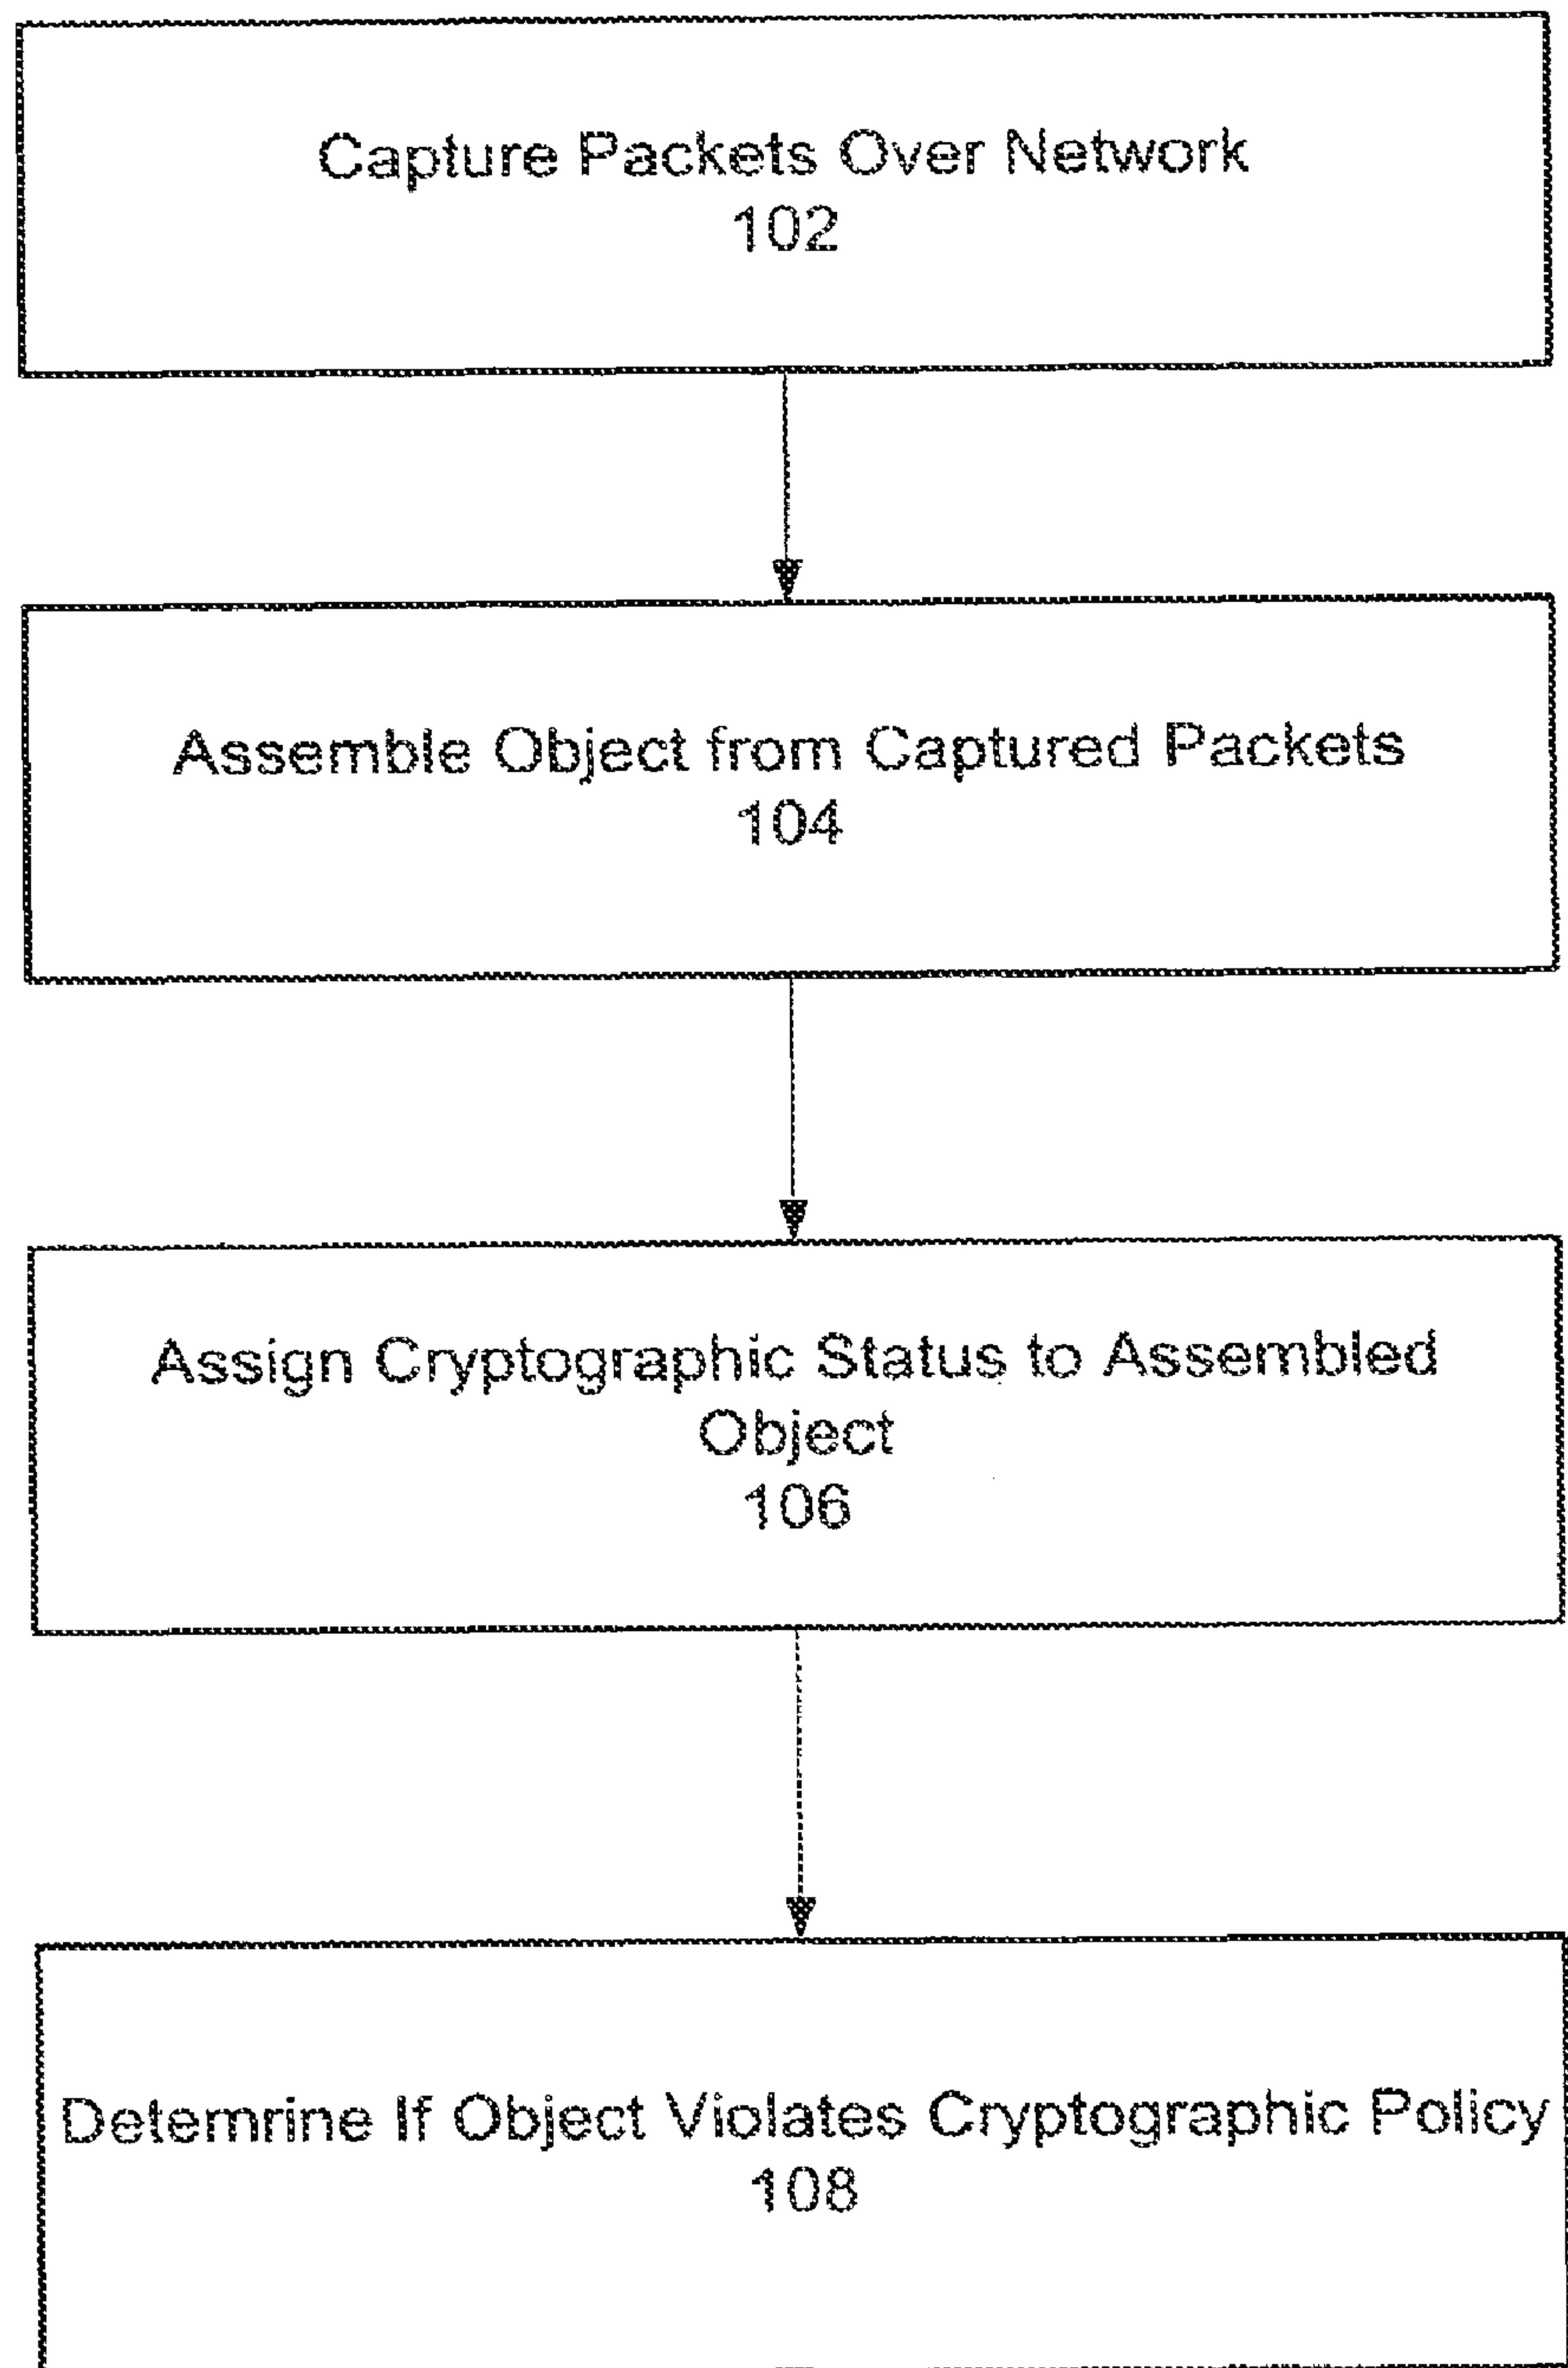 Capture Packets Over Network
102
Assemble Object from Captured Packets
104
Assign Cryptographic Status to Assembled
Object
106
Detemrine If Object Violates Cryptographic Policy
108